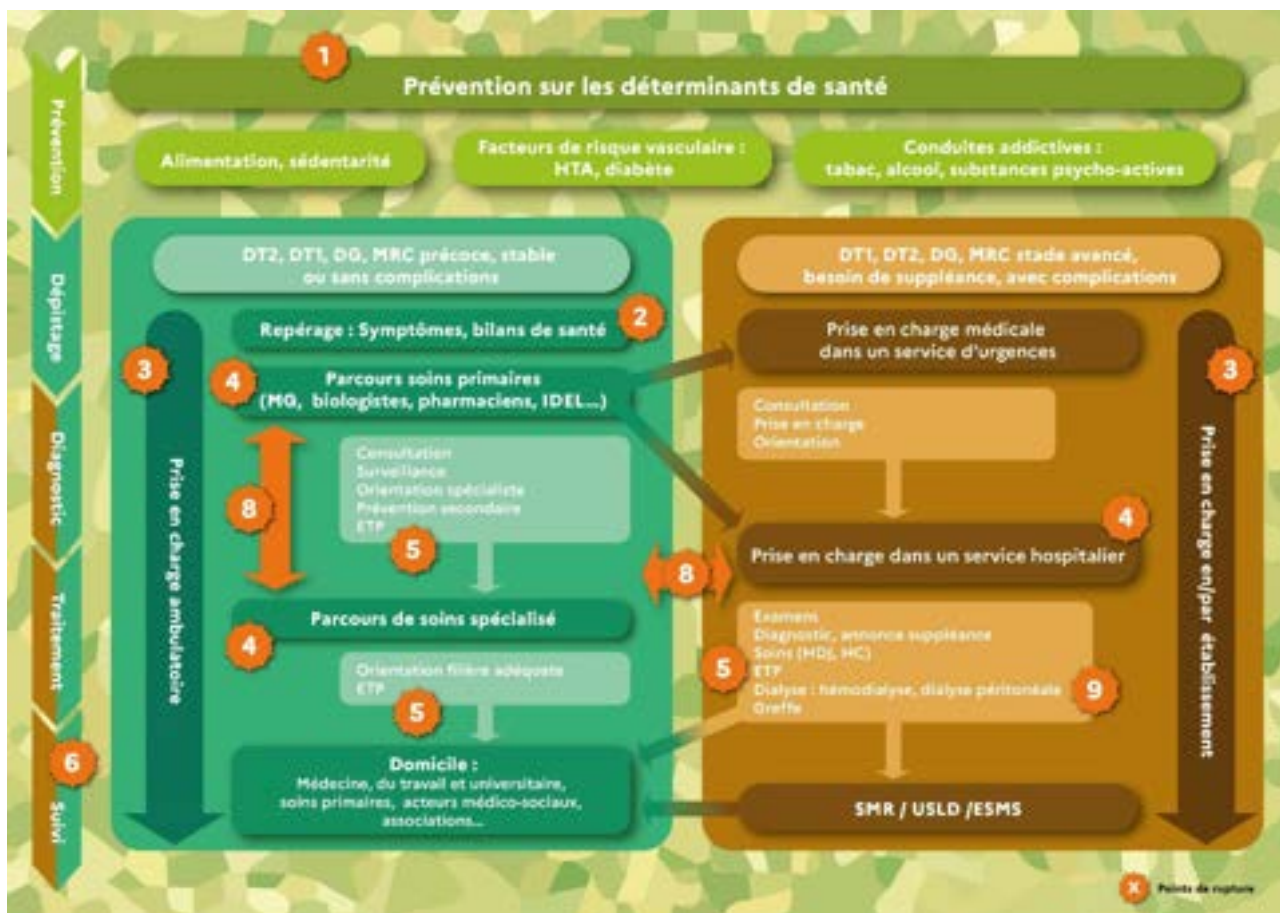 1
Prévention sur les déterminants de santé
Alimentation, sédentarité
Facteurs de risque vasculaire :
HTA, diabète
Conduites addictives :
tabac, alcool, substances psycho-actives
Prévention
Dépistage
Diagnostic
Traitement
Suivi
6
DT2, DT1, DG, MRC précoce, stable
ou sans complications
Repérage : Symptômes, bilans de santé
2
3
Prise en charge ambulatoire
4
Parcours soins primaires
(MG, biologistes, pharmaciens, IDEL...)
8
Consultation
Surveillance
Orientation spécialiste
Prévention secondaire
ETP
5
Parcours de soins spécialisé
4
Orientation filière adéquate
ETP
5
Domicile :
Médecine, du travail et universitaire,
soins primaires, acteurs médico-sociaux,
associations...
8
DT1, DT2, DG, MRC stade avancé,
besoin de suppléance, avec complications
Prise en charge médicale
dans un service d'urgences
3
Prise en charge en/par établissement
Consultation
Prise en charge
Orientation
4
Prise en charge dans un service hospitalier
Examens
Diagnostic, annonce suppléance
Soins (HDJ, HC)
ETP
Dialyse : hémodialyse, dialyse péritonéale
Greffe
5
9
SMR / USLD /ESMS
X Points de rupture